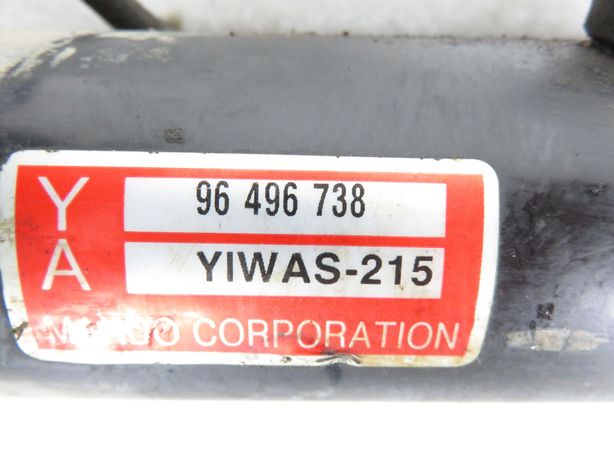 Y
A
96 496 738
YIWAS-215
CORPORATION